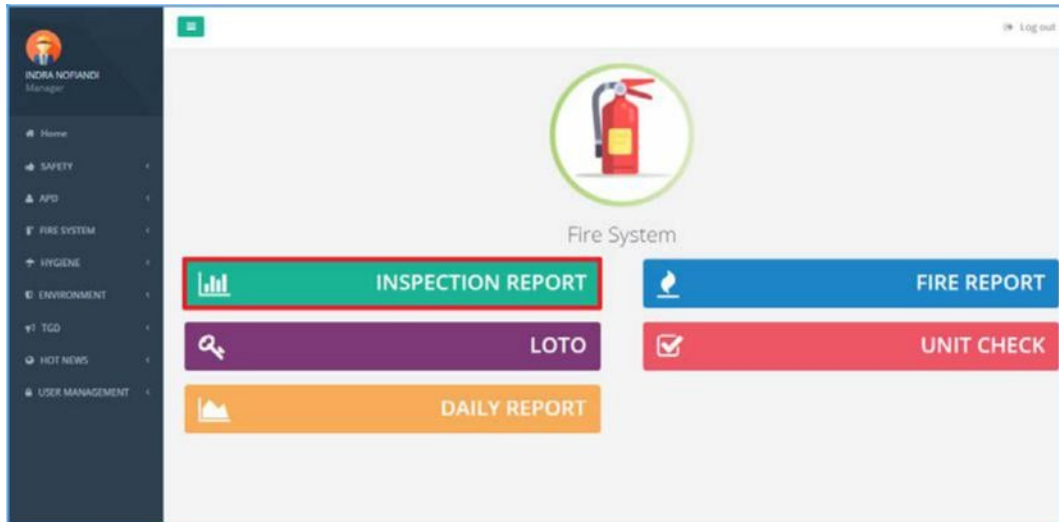 INDRA NOFIANDI
Manager
Home
SAFETY
APD
FIRE SYSTEM
HYGIENE
ENVIRONMENT
TGD
HOT NEWS
USER MANAGEMENT
Log out
Fire System
INSPECTION REPORT
FIRE REPORT
LOTO
UNIT CHECK
DAILY REPORT